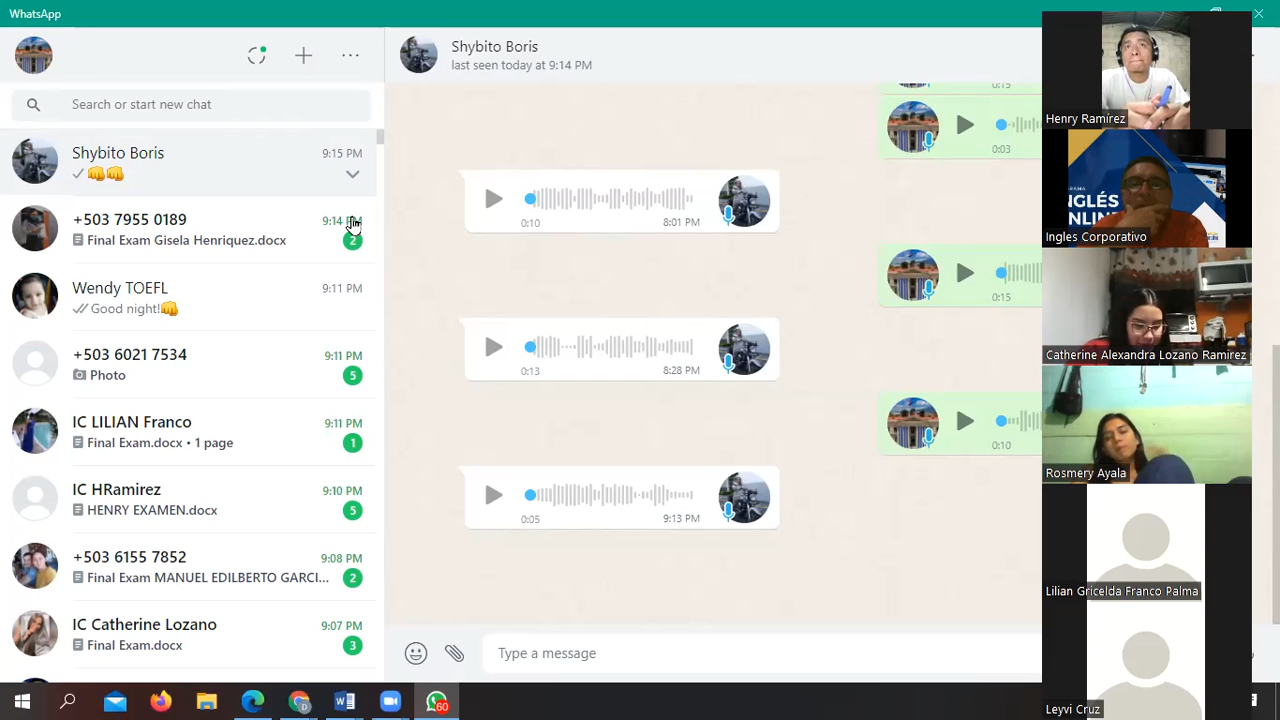 WhatsApp
Search or start new chat
Shybito Boris
9:15 PM
✓ 👊👊
+503 7955 0189
9:14 PM
Final Exam Gisela Henriquez.docx
2
Wendy TOEFL
9:11 PM
Good night!👊
+503 6021 7534
9:11 PM
Photo
5
IC LILIAN Franco
9:11 PM
Final Exam.docx • 1 page
1
IC HRamirez
9:10 PM
HENRY EXAMEN.docx
5
+503 6155 7852
9:08 PM
Final Exam MANUEL EDILBERTO GARCI...
2
IC Catherine Lozano
9:07 PM
Final Exam.docx
3
Shybito Boris
last seen today at 9:14 PM
0:15
0:03
0:10
8:01 PM
0:15
0:13
8:28 PM
0:10
0:05
9:13 PM
Type a message
60
Henry Ramírez
INGLÉS
ONLINE
Ingles Corporativo
Catherine Alexandra Lozano Ramirez
Rosmery Ayala
Lilian Gricelda Franco Palma
Leyvi Cruz